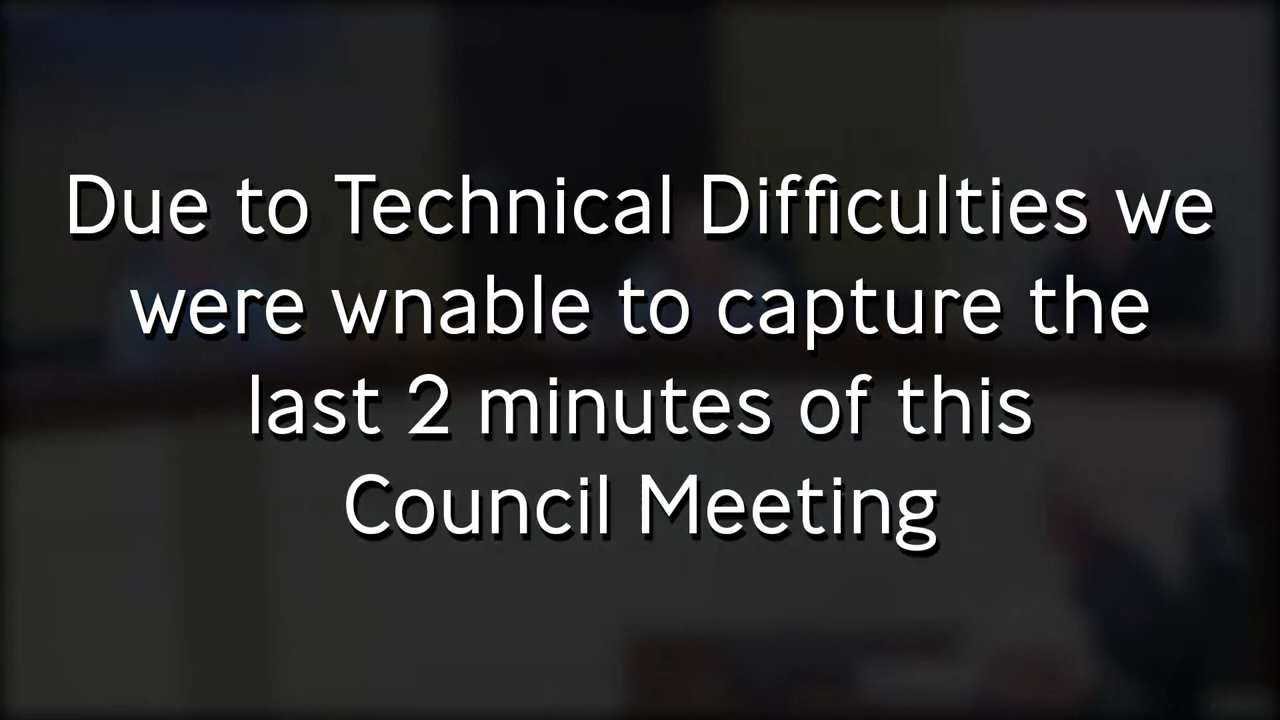 Due to Technical Difficulties we
were wnable to capture the
last 2 minutes of this
Council Meeting